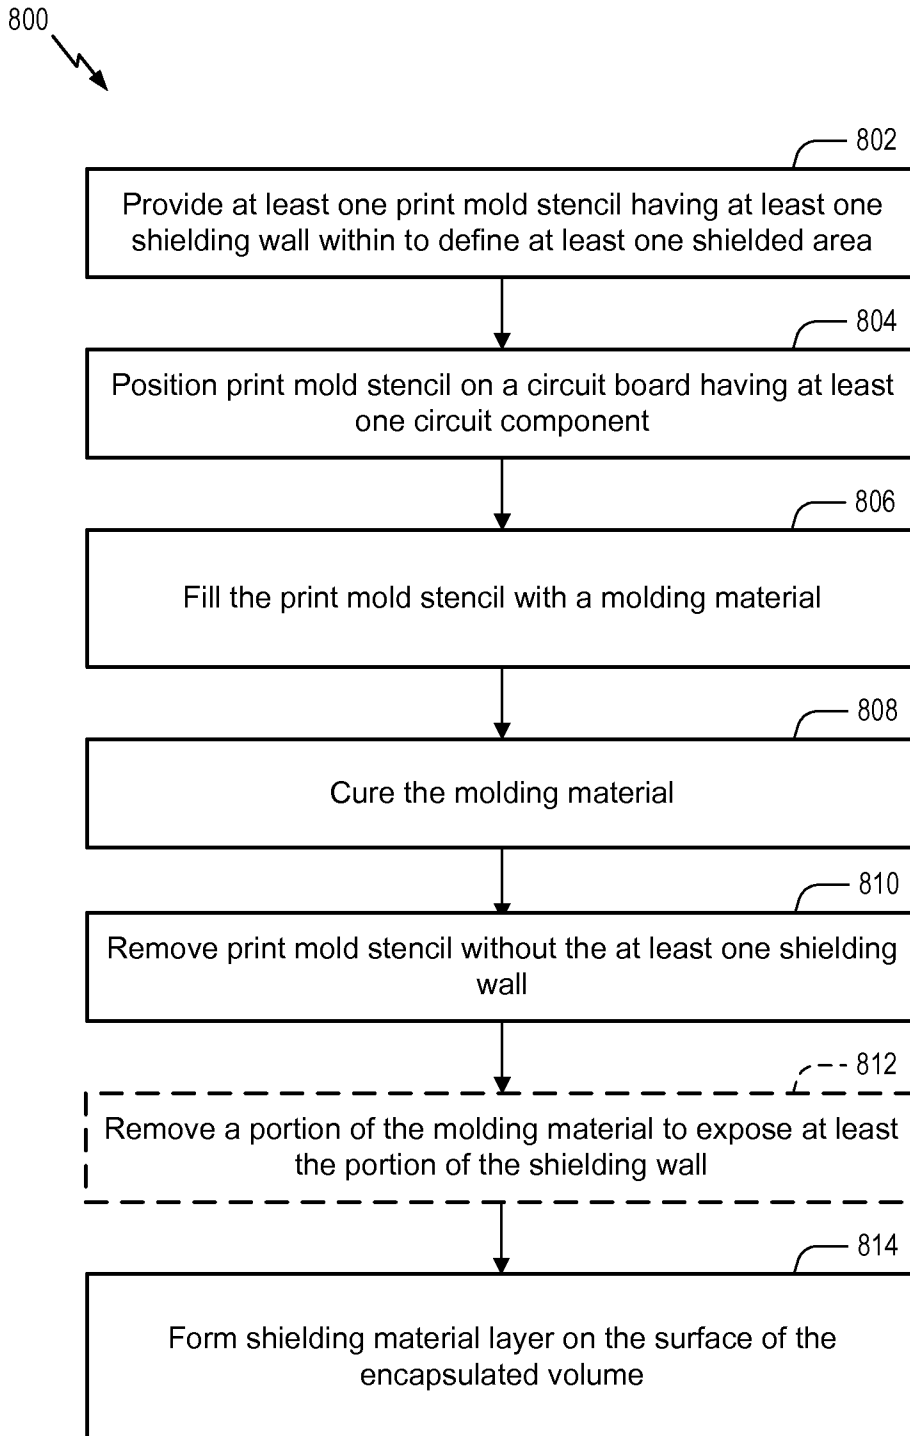 800
802
Provide at least one print mold stencil having at least one
shielding wall within to define at least one shielded area
804
Position print mold stencil on a circuit board having at least
one circuit component
806
Fill the print mold stencil with a molding material
808
Cure the molding material
810
Remove print mold stencil without the at least one shielding
wall
812
Remove a portion of the molding material to expose at least
the portion of the shielding wall
814
Form shielding material layer on the surface of the
encapsulated volume